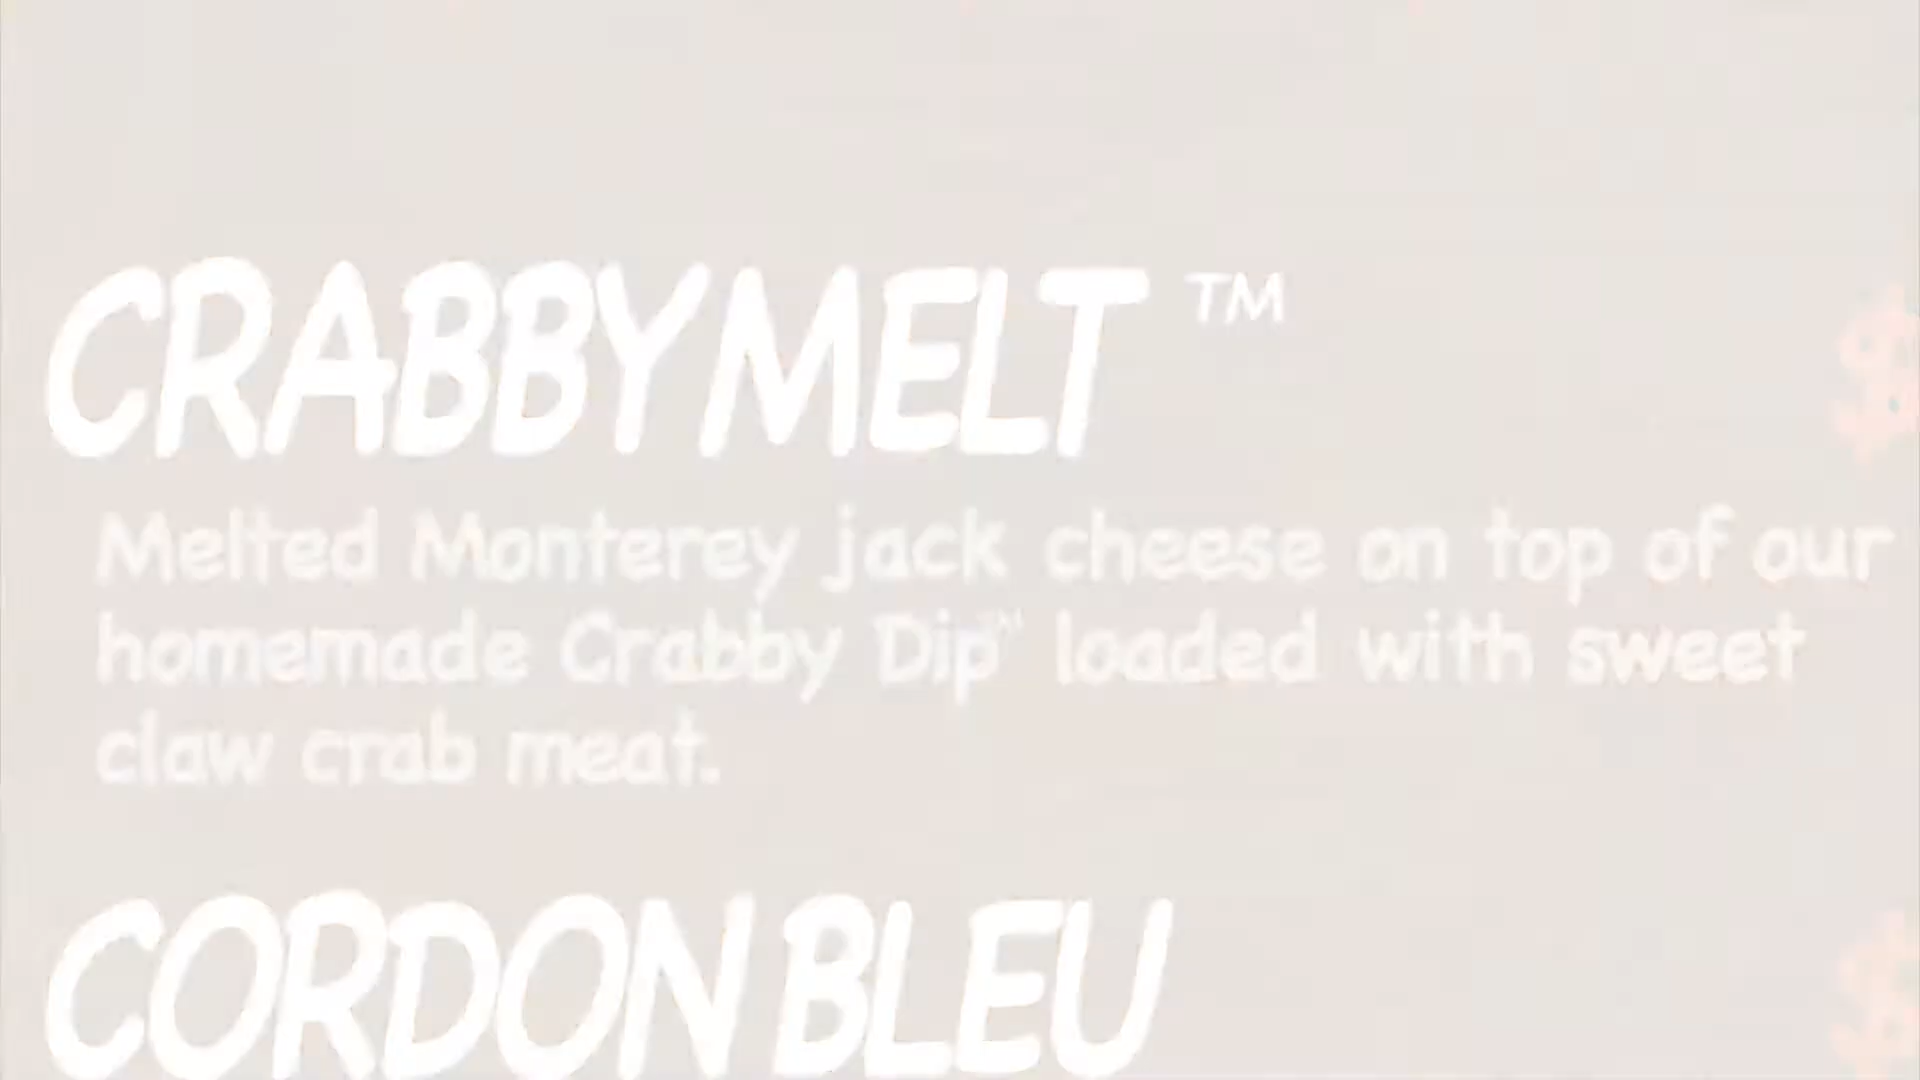 CRABBY MELT ™ $
Melted Monterey jack cheese on top of our
homemade Crabby Dip™ loaded with sweet
claw crab meat.
CORDON BLEU $